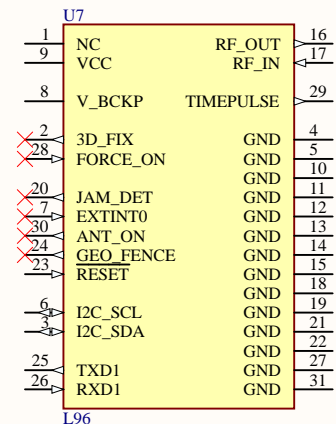 U7
1 NC RF_OUT 16
9 VCC RF_IN 17
8 V_BCKP TIMEPULSE 29
2 3D_FIX GND 4
28 FORCE_ON GND 5
GND 10
20 JAM_DET GND 11
7 EXTINT0 GND 12
30 ANT_ON GND 13
24 GEO_FENCE GND 14
23 RESET GND 15
GND 18
6 I2C_SCL GND 19
3 I2C_SDA GND 21
GND 22
25 TXD1 GND 27
26 RXD1 GND 31
L96